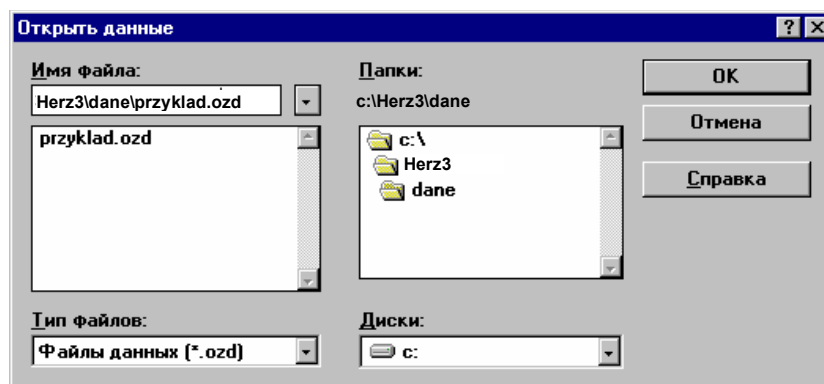 Открыть данные
Имя файла:
Herz3\dane\przyklad.ozd
przyklad.ozd
Папки:
c:\Herz3\dane
c:\
Herz3
dane
OK
Отмена
Справка
Тип файлов:
Файлы данных (*.ozd)
Диски:
c: